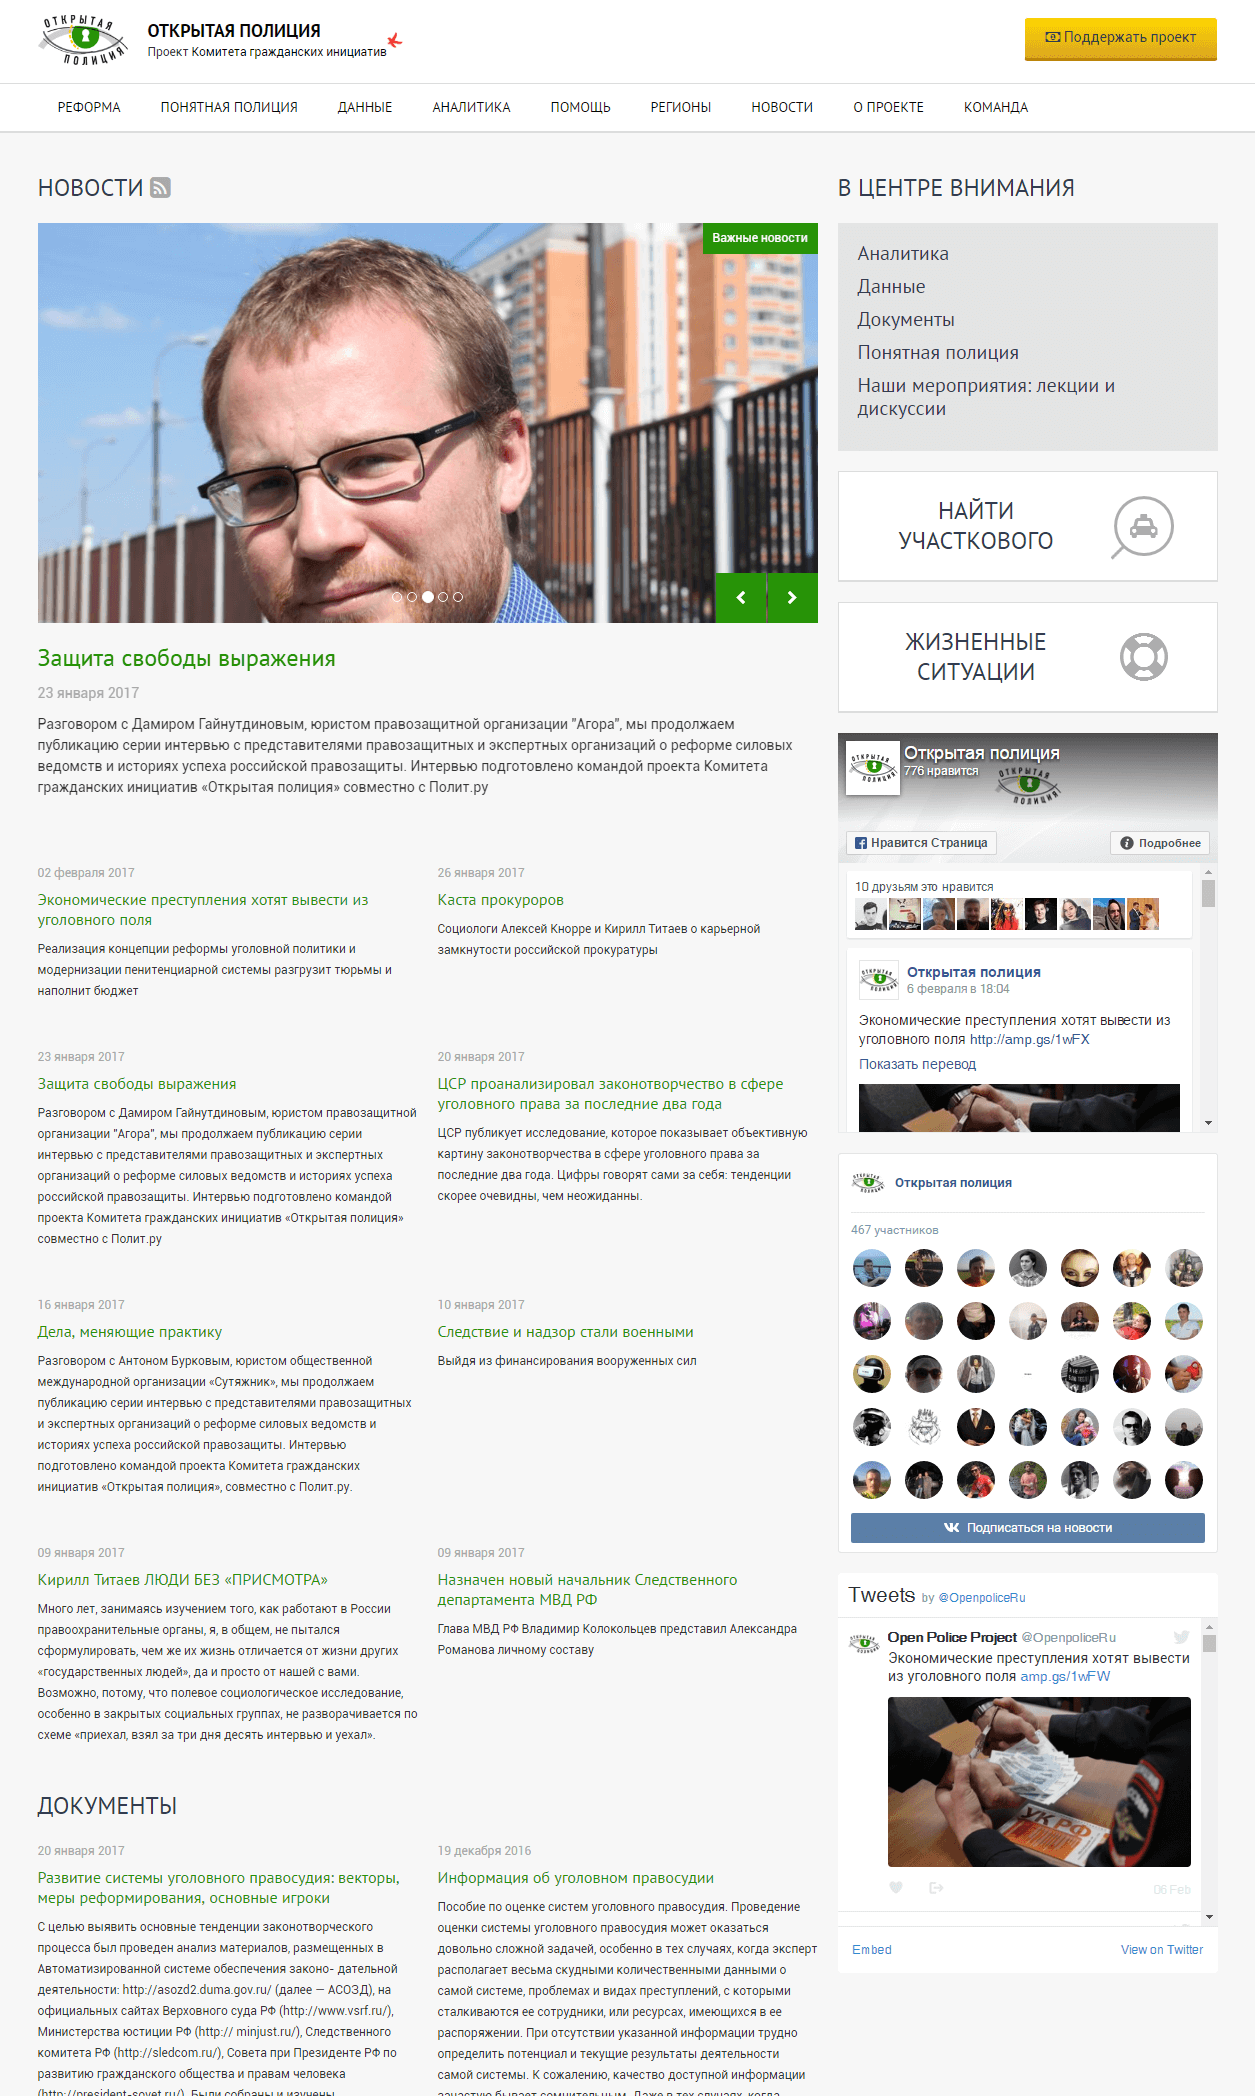 ОТКРЫТАЯ
ПОЛИЦИЯ
ОТКРЫТАЯ ПОЛИЦИЯ
Проект Комитета гражданских инициатив
Поддержать проект
РЕФОРМА ПОНЯТНАЯ ПОЛИЦИЯ ДАННЫЕ АНАЛИТИКА ПОМОЩЬ РЕГИОНЫ НОВОСТИ О ПРОЕКТЕ КОМАНДА
НОВОСТИ
Важные новости
Защита свободы выражения
23 января 2017
Разговором с Дамиром Гайнутдиновым, юристом правозащитной организации "Агора", мы продолжаем
публикацию серии интервью с представителями правозащитных и экспертных организаций о реформе силовых
ведомств и историях успеха российской правозащиты. Интервью подготовлено командой проекта Комитета
гражданских инициатив «Открытая полиция» совместно с Полит.ру
02 февраля 2017
Экономические преступления хотят вывести из
уголовного поля
Реализация концепции реформы уголовной политики и
модернизации пенитенциарной системы разгрузит тюрьмы и
наполнит бюджет
26 января 2017
Каста прокуроров
Социологи Алексей Кнорре и Кирилл Титаев о карьерной
замкнутости российской прокуратуры
23 января 2017
Защита свободы выражения
Разговором с Дамиром Гайнутдиновым, юристом правозащитной
организации "Агора", мы продолжаем публикацию серии
интервью с представителями правозащитных и экспертных
организаций о реформе силовых ведомств и историях успеха
российской правозащиты. Интервью подготовлено командой
проекта Комитета гражданских инициатив «Открытая полиция»
совместно с Полит.ру
20 января 2017
ЦСР проанализировал законотворчество в сфере
уголовного права за последние два года
ЦСР публикует исследование, которое показывает объективную
картину законотворчества в сфере уголовного права за
последние два года. Цифры говорят сами за себя: тенденции
скорее очевидны, чем неожиданны.
16 января 2017
Дела, меняющие практику
Разговором с Антоном Бурковым, юристом общественной
международной организации «Сутяжник», мы продолжаем
публикацию серии интервью с представителями правозащитных
и экспертных организаций о реформе силовых ведомств и
историях успеха российской правозащиты. Интервью
подготовлено командой проекта Комитета гражданских
инициатив «Открытая полиция», совместно с Полит.ру.
10 января 2017
Следствие и надзор стали военными
Выйдя из финансирования вооруженных сил
09 января 2017
Кирилл Титаев ЛЮДИ БЕЗ «ПРИСМОТРА»
Много лет, занимаясь изучением того, как работают в России
правоохранительные органы, я, в общем, не пытался
сформулировать, чем же их жизнь отличается от жизни других
«государственных людей», да и просто от нашей с вами.
Возможно, потому, что полевое социологическое исследование,
особенно в закрытых социальных группах, не разворачивается по
схеме «приехал, взял за три дня десять интервью и уехал».
09 января 2017
Назначен новый начальник Следственного
департамента МВД РФ
Глава МВД РФ Владимир Колокольцев представил Александра
Романова личному составу
ДОКУМЕНТЫ
20 января 2017
Развитие системы уголовного правосудия: векторы,
меры реформирования, основные игроки
С целью выявить основные тенденции законотворческого
процесса был проведен анализ материалов, размещенных в
Автоматизированной системе обеспечения законо- дательной
деятельности: http://asozd2.duma.gov.ru/ (далее — АСОЗД), на
официальных сайтах Верховного суда РФ (http://www.vsrf.ru/),
Министерства юстиции РФ (http:// minjust.ru/), Следственного
комитета РФ (http://sledcom.ru/), Совета при Президенте РФ по
развитию гражданского общества и правам человека
(http://president-sovet.ru/). Были собраны и изучены
19 декабря 2016
Информация об уголовном правосудии
Пособие по оценке систем уголовного правосудия. Проведение
оценки системы уголовного правосудия может оказаться
довольно сложной задачей, особенно в тех случаях, когда эксперт
располагает весьма скудными количественными данными о
самой системе, проблемах и видах преступлений, с которыми
сталкиваются ее сотрудники, или ресурсах, имеющихся в ее
распоряжении. При отсутствии указанной информации трудно
определить потенциал и текущие результаты деятельности
самой системы. К сожалению, качество доступной информации
зачастую бывает сомнительным. Даже в тех случаях, когда
В ЦЕНТРЕ ВНИМАНИЯ
Аналитика
Данные
Документы
Понятная полиция
Наши мероприятия: лекции и
дискуссии
НАЙТИ
УЧАСТКОВОГО
ЖИЗНЕННЫЕ
СИТУАЦИИ
Открытая полиция
776 нравится
ОТКРЫТАЯ
ПОЛИЦИЯ
Нравится Страница
Подробнее
10 друзьям это нравится
Открытая полиция
6 февраля в 18:04
Экономические преступления хотят вывести из
уголовного поля http://amp.gs/1wFX
Показать перевод
Открытая полиция
467 участников
Подписаться на новости
Tweets by @OpenpoliceRu
Open Police Project @OpenpoliceRu
Экономические преступления хотят вывести
из уголовного поля amp.gs/1wFW
УК РФ
06 Feb
Embed
View on Twitter